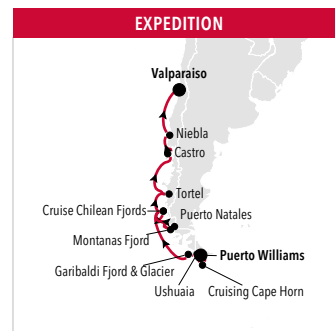 EXPEDITION
Valparaiso
Niebla
Castro
Tortel
Cruise Chilean Fjords
Puerto Natales
Montanas Fjord
Puerto Williams
Garibaldi Fjord & Glacier
Ushuaia
Cruising Cape Horn